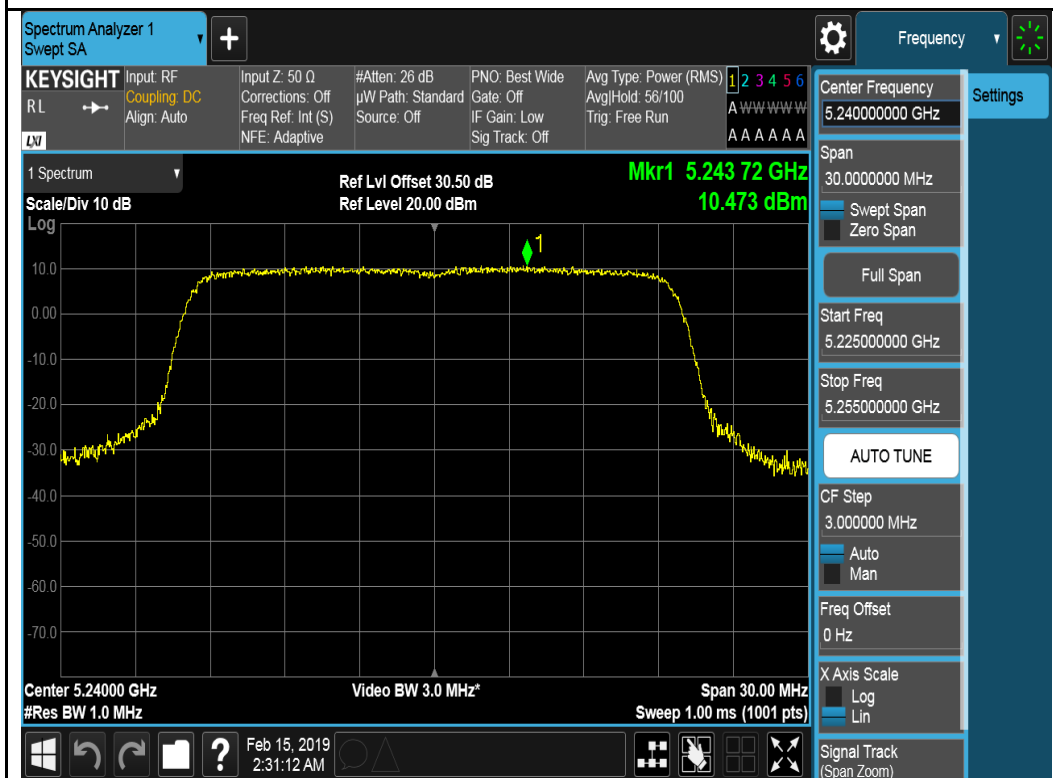 Spectrum Analyzer 1
Swept SA
+
Frequency
KEYSIGHT
R L
LXI
Input: RF
Coupling: DC
Align: Auto
Input Z: 50 Ω
Corrections: Off
Freq Ref: Int (S)
NFE: Adaptive
#Atten: 26 dB
µW Path: Standard
Source: Off
PNO: Best Wide
Gate: Off
IF Gain: Low
Sig Track: Off
Avg Type: Power (RMS)
Avg|Hold: 56/100
Trig: Free Run
1 2 3 4 5 6
A W W W W W
A A A A A A
1 Spectrum
Scale/Div 10 dB
Log
Ref Lvl Offset 30.50 dB
Ref Level 20.00 dBm
Mkr1 5.243 72 GHz
10.473 dBm
1
10.0
0.00
-10.0
-20.0
-30.0
-40.0
-50.0
-60.0
-70.0
Center 5.24000 GHz
#Res BW 1.0 MHz
Video BW 3.0 MHz*
Span 30.00 MHz
Sweep 1.00 ms (1001 pts)
?
Feb 15, 2019
2:31:12 AM
Center Frequency
5.240000000 GHz
Settings
Span
30.0000000 MHz
Swept Span
Zero Span
Full Span
Start Freq
5.225000000 GHz
Stop Freq
5.255000000 GHz
AUTO TUNE
CF Step
3.000000 MHz
Auto
Man
Freq Offset
0 Hz
X Axis Scale
Log
Lin
Signal Track
(Span Zoom)